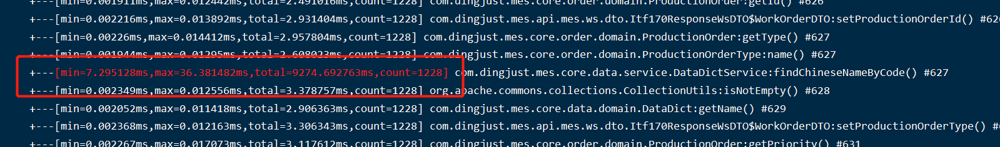 +---[min=0.001911ms,max=0.012442ms,total=2.491016ms,count=1228] com.dingjust.mes.core.order.domain.ProductionOrder:getId() #626
+---[min=0.002216ms,max=0.013892ms,total=2.931404ms,count=1228] com.dingjust.mes.api.mes.ws.dto.Itf170ResponseWsDTO$WorkOrderDTO:setProductionOrderId() #626
+---[min=0.00226ms,max=0.014412ms,total=2.957804ms,count=1228] com.dingjust.mes.core.order.domain.ProductionOrder:getType() #627
+---[min=0.001944ms,max=0.01295ms,total=2.608023ms,count=1228] com.dingjust.mes.core.order.domain.ProductionOrderType:name() #627
+---[min=7.295128ms,max=36.381482ms,total=9274.692763ms,count=1228] com.dingjust.mes.core.data.service.DataDictService:findChineseNameByCode() #627
+---[min=0.002349ms,max=0.012556ms,total=3.378757ms,count=1228] org.apache.commons.collections.CollectionUtils:isNotEmpty() #628
+---[min=0.002052ms,max=0.011418ms,total=2.906363ms,count=1228] com.dingjust.mes.core.data.domain.DataDict:getName() #629
+---[min=0.002368ms,max=0.012163ms,total=3.306343ms,count=1228] com.dingjust.mes.api.mes.ws.dto.Itf170ResponseWsDTO$WorkOrderDTO:setProductionOrderType() #
+---[min=0.002267ms,max=0.017073ms,total=3.117612ms,count=1228] com.dingjust.mes.core.order.domain.ProductionOrder:getPriority() #631